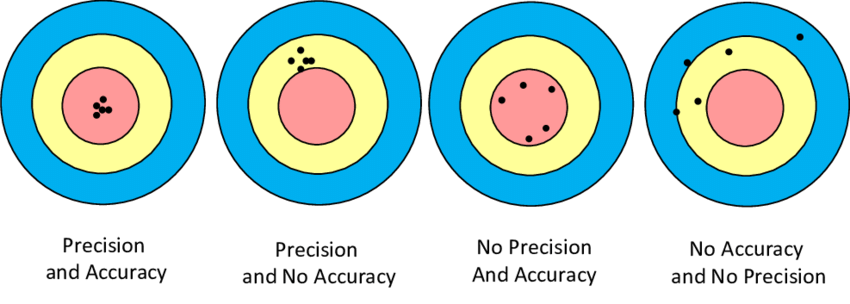 Precision
and Accuracy
Precision
and No Accuracy
No Precision
And Accuracy
No Accuracy
and No Precision